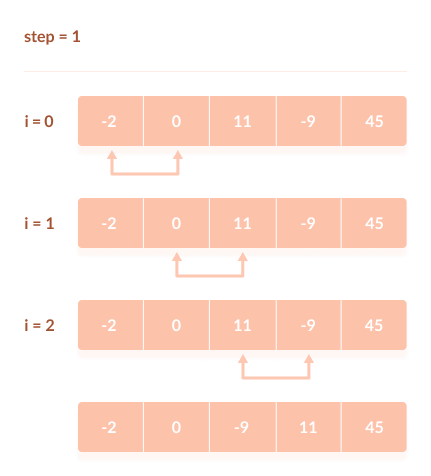 step = 1
i = 0 -2 0 11 -9 45
i = 1 -2 0 11 -9 45
i = 2 -2 0 11 -9 45
-2 0 -9 11 45